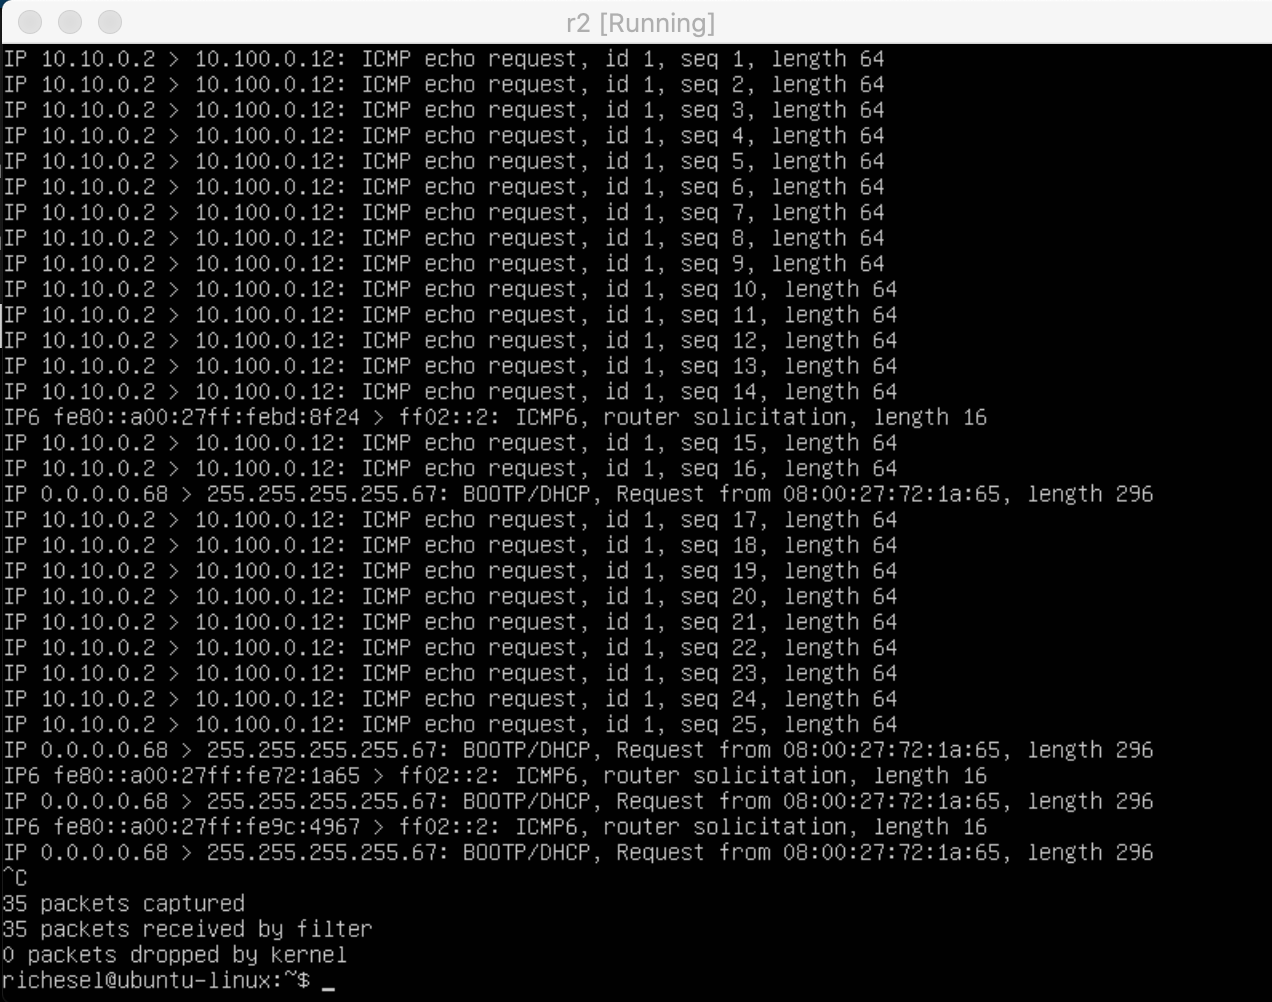 r2 [Running]
IP 10.10.0.2 > 10.100.0.12: ICMP echo request, id 1, seq 1, length 64
IP 10.10.0.2 > 10.100.0.12: ICMP echo request, id 1, seq 2, length 64
IP 10.10.0.2 > 10.100.0.12: ICMP echo request, id 1, seq 3, length 64
IP 10.10.0.2 > 10.100.0.12: ICMP echo request, id 1, seq 4, length 64
IP 10.10.0.2 > 10.100.0.12: ICMP echo request, id 1, seq 5, length 64
IP 10.10.0.2 > 10.100.0.12: ICMP echo request, id 1, seq 6, length 64
IP 10.10.0.2 > 10.100.0.12: ICMP echo request, id 1, seq 7, length 64
IP 10.10.0.2 > 10.100.0.12: ICMP echo request, id 1, seq 8, length 64
IP 10.10.0.2 > 10.100.0.12: ICMP echo request, id 1, seq 9, length 64
IP 10.10.0.2 > 10.100.0.12: ICMP echo request, id 1, seq 10, length 64
IP 10.10.0.2 > 10.100.0.12: ICMP echo request, id 1, seq 11, length 64
IP 10.10.0.2 > 10.100.0.12: ICMP echo request, id 1, seq 12, length 64
IP 10.10.0.2 > 10.100.0.12: ICMP echo request, id 1, seq 13, length 64
IP 10.10.0.2 > 10.100.0.12: ICMP echo request, id 1, seq 14, length 64
IP6 fe80::a00:27ff:febd:8f24 > ff02::2: ICMP6, router solicitation, length 16
IP 10.10.0.2 > 10.100.0.12: ICMP echo request, id 1, seq 15, length 64
IP 10.10.0.2 > 10.100.0.12: ICMP echo request, id 1, seq 16, length 64
IP 0.0.0.0.68 > 255.255.255.255.67: BOOTP/DHCP, Request from 08:00:27:72:1a:65, length 296
IP 10.10.0.2 > 10.100.0.12: ICMP echo request, id 1, seq 17, length 64
IP 10.10.0.2 > 10.100.0.12: ICMP echo request, id 1, seq 18, length 64
IP 10.10.0.2 > 10.100.0.12: ICMP echo request, id 1, seq 19, length 64
IP 10.10.0.2 > 10.100.0.12: ICMP echo request, id 1, seq 20, length 64
IP 10.10.0.2 > 10.100.0.12: ICMP echo request, id 1, seq 21, length 64
IP 10.10.0.2 > 10.100.0.12: ICMP echo request, id 1, seq 22, length 64
IP 10.10.0.2 > 10.100.0.12: ICMP echo request, id 1, seq 23, length 64
IP 10.10.0.2 > 10.100.0.12: ICMP echo request, id 1, seq 24, length 64
IP 10.10.0.2 > 10.100.0.12: ICMP echo request, id 1, seq 25, length 64
IP 0.0.0.0.68 > 255.255.255.255.67: BOOTP/DHCP, Request from 08:00:27:72:1a:65, length 296
IP6 fe80::a00:27ff:fe72:1a65 > ff02::2: ICMP6, router solicitation, length 16
IP 0.0.0.0.68 > 255.255.255.255.67: BOOTP/DHCP, Request from 08:00:27:72:1a:65, length 296
IP6 fe80::a00:27ff:fe9c:4967 > ff02::2: ICMP6, router solicitation, length 16
IP 0.0.0.0.68 > 255.255.255.255.67: BOOTP/DHCP, Request from 08:00:27:72:1a:65, length 296
^C
35 packets captured
35 packets received by filter
0 packets dropped by kernel
richesel@ubuntu-linux:~$ _